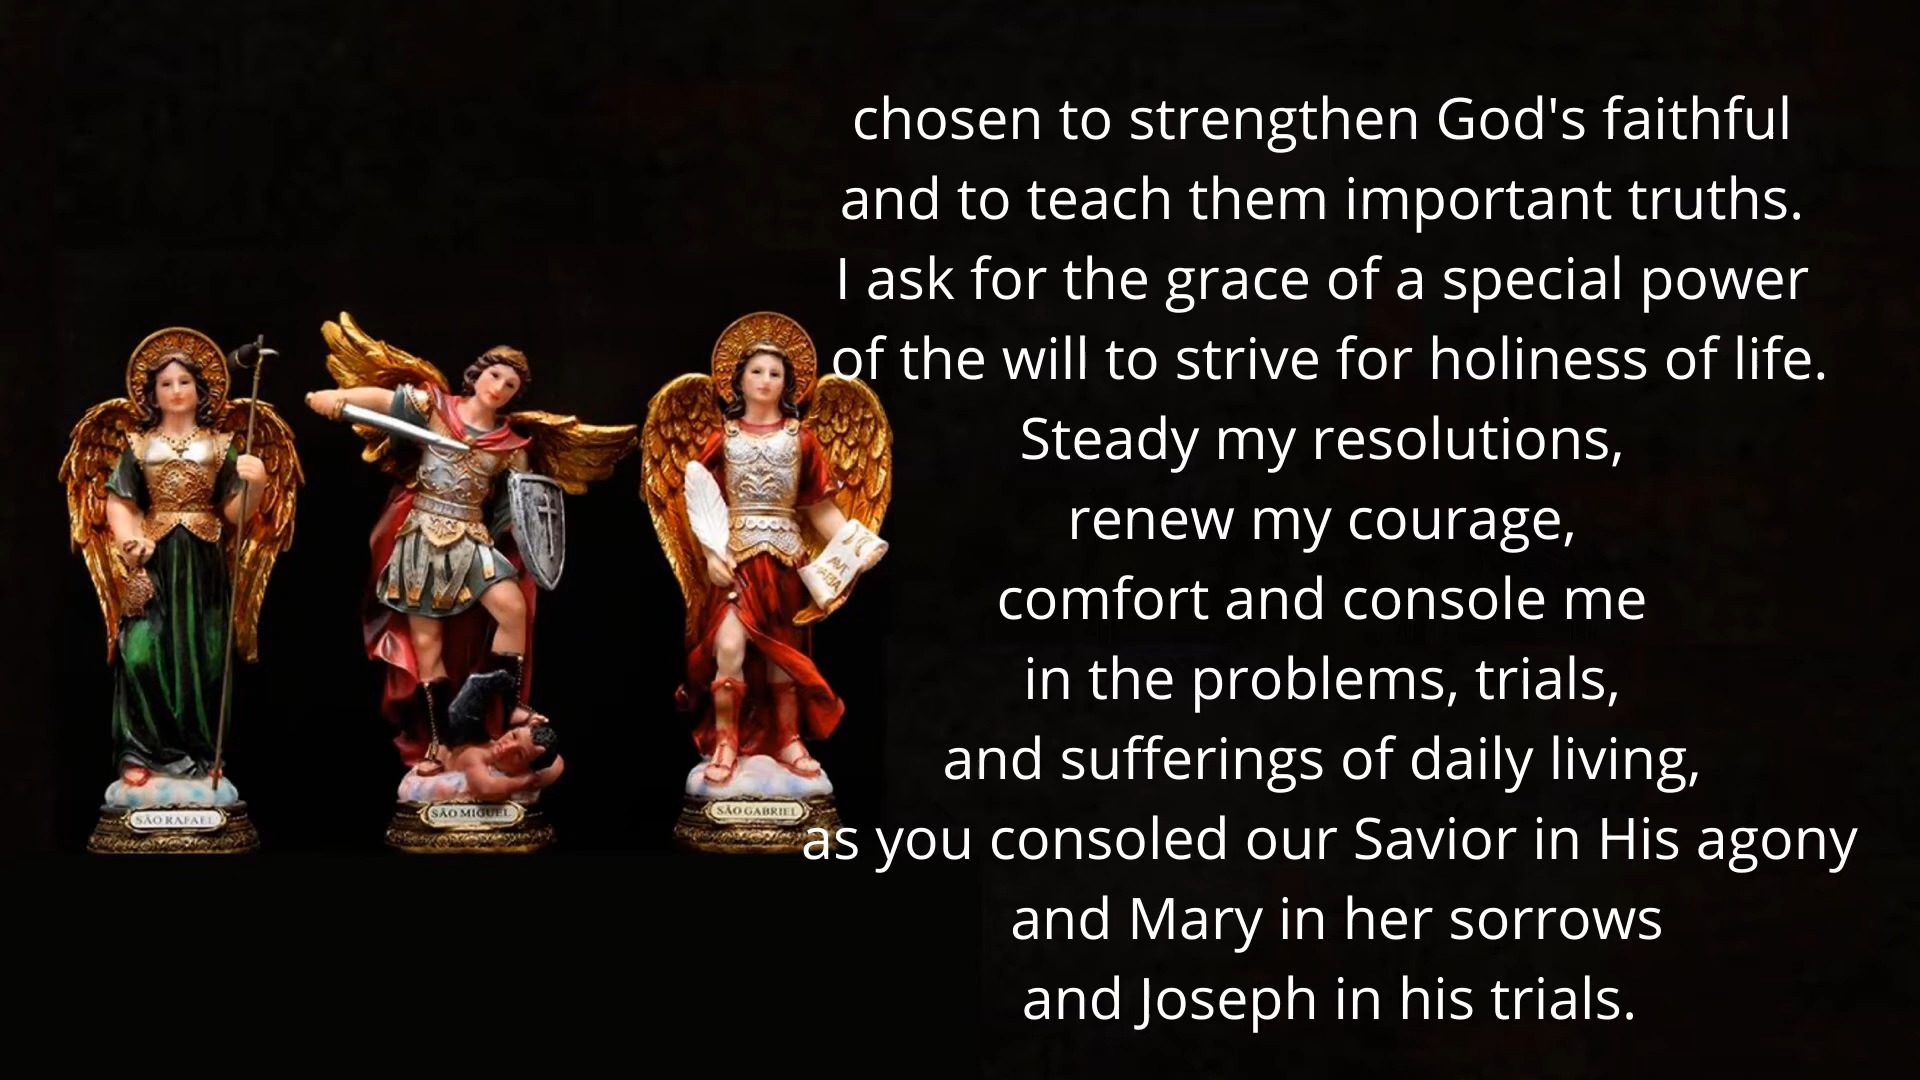 chosen to strengthen God's faithful
and to teach them important truths.
I ask for the grace of a special power
of the will to strive for holiness of life.
Steady my resolutions,
renew my courage,
comfort and console me
in the problems, trials,
and sufferings of daily living,
as you consoled our Savior in His agony
and Mary in her sorrows
and Joseph in his trials.
AVE
MARIA
SÃO RAFAEL
SÃO MIGUEL
SÃO GABRIEL